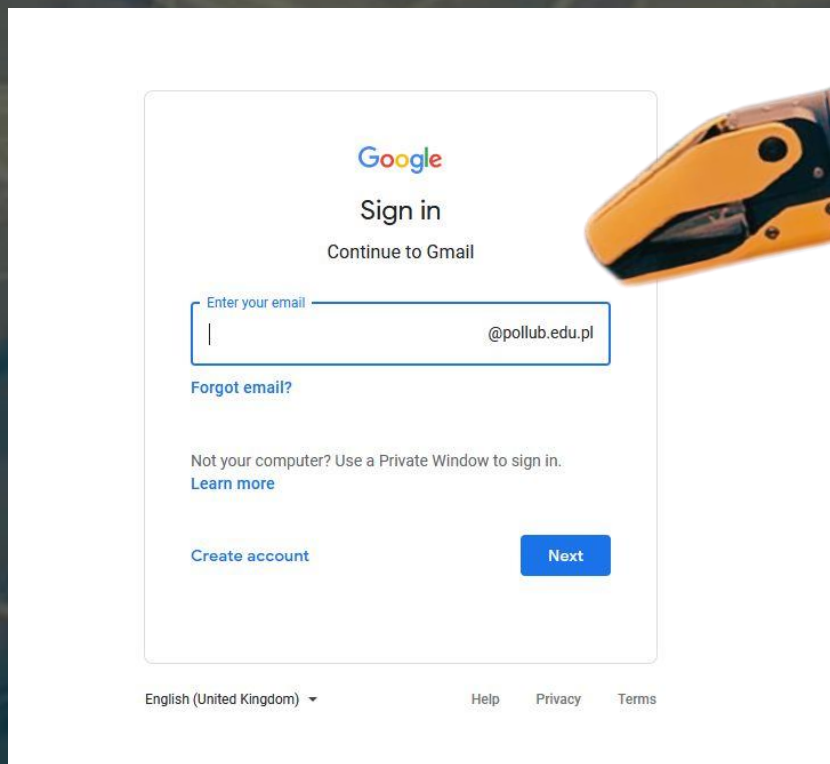 Google
Sign in
Continue to Gmail
Enter your email
@pollub.edu.pl
Forgot email?
Not your computer? Use a Private Window to sign in.
Learn more
Create account
Next
English (United Kingdom)
Help
Privacy
Terms